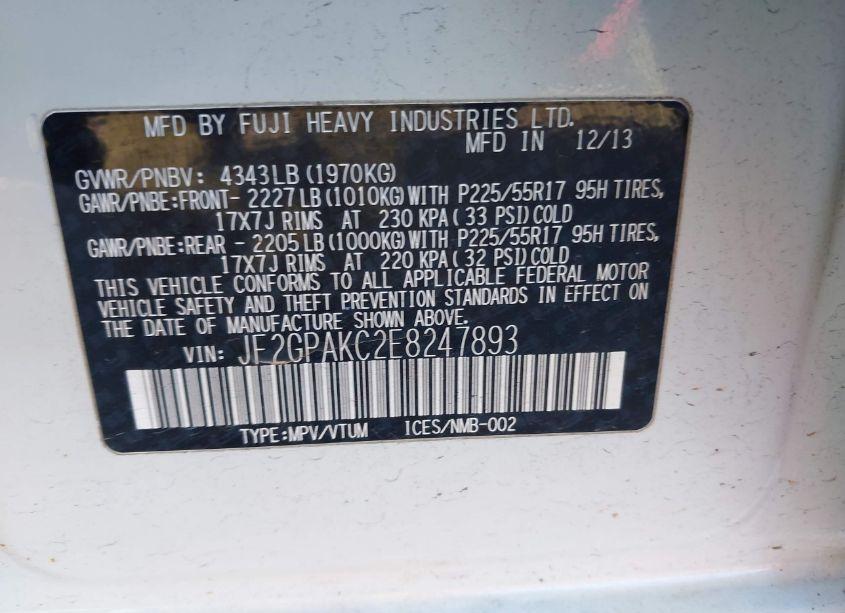 MFD BY FUJI HEAVY INDUSTRIES LTD.
MFD IN 12/13
GVWR/PNBV: 4343LB(1970KG)
GAWR/PNBE:FRONT- 2227LB(1010KG)WITH P225/55R17 95H TIRES,
17X7J RIMS AT 230 KPA(33 PSI)COLD
GAWR/PNBE:REAR - 2205LB(1000KG)WITH P225/55R17 95H TIRES,
17X7J RIMS AT 220 KPA(32 PSI)COLD
THIS VEHICLE CONFORMS TO ALL APPLICABLE FEDERAL MOTOR
VEHICLE SAFETY AND THEFT PREVENTION STANDARDS IN EFFECT ON
THE DATE OF MANUFACTURE SHOWN ABOVE.
VIN: JF2GPAKC2E8247893
TYPE:MPV/VTUM ICES/NMB-002